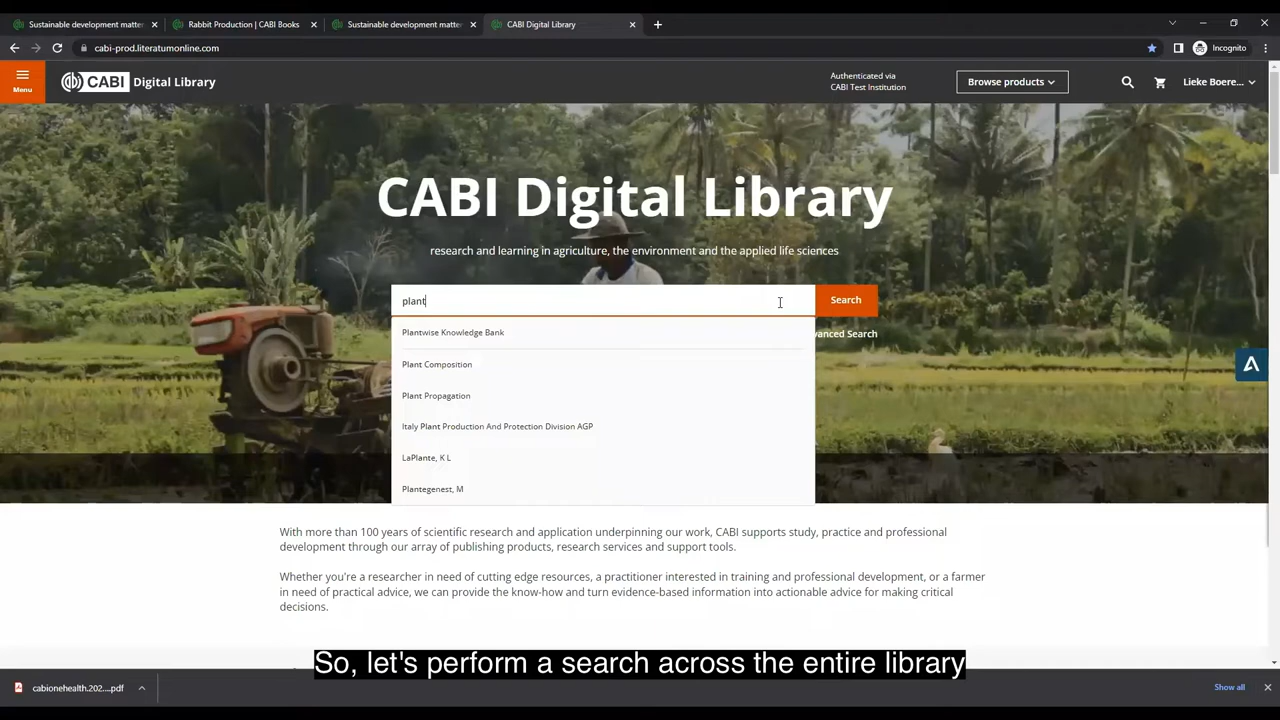 Sustainable development matter
Rabbit Production | CABI Books
Sustainable development matter
CABI Digital Library
cabi-prod.literatumonline.com
Incognito
Menu
CABI Digital Library
Authenticated via
CABI Test Institution
Browse products
Lieke Boere...
CABI Digital Library
research and learning in agriculture, the environment and the applied life sciences
plant
Search
Plantwise Knowledge Bank
vanced Search
Plant Composition
Plant Propagation
Italy Plant Production And Protection Division AGP
LaPlante, K L
Plantegenest, M
With more than 100 years of scientific research and application underpinning our work, CABI supports study, practice and professional
development through our array of publishing products, research services and support tools.
Whether you're a researcher in need of cutting edge resources, a practitioner interested in training and professional development, or a farmer
in need of practical advice, we can provide the know-how and turn evidence-based information into actionable advice for making critical
decisions.
So, let's perform a search across the entire library
cabionehealth.202....pdf
Show all